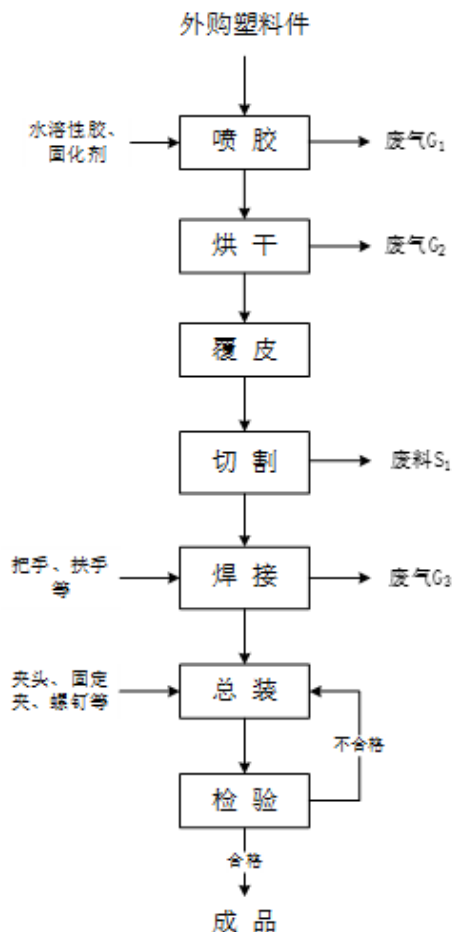 外购塑料件
水溶性胶、
固化剂
喷胶
废气G₁
烘干
废气G₂
覆皮
切割
废料S₁
把手、扶手
等
焊接
废气G₃
夹头、固定
夹、螺钉等
总装
不合格
检验
合格
成品